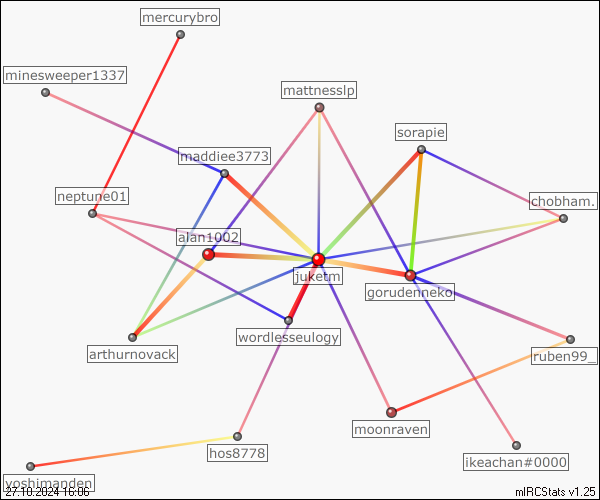 mercurybro
minesweeper1337
mattnesslp
sorapie
maddiee3773
neptune01
chobham.
alan1002
juketm
gorudenneko
wordlesseulogy
arthurnovack
ruben99_
moonraven
hos8778
ikeachan#0000
yoshimanden
27.10.2024 16:06
mIRCStats v1.25